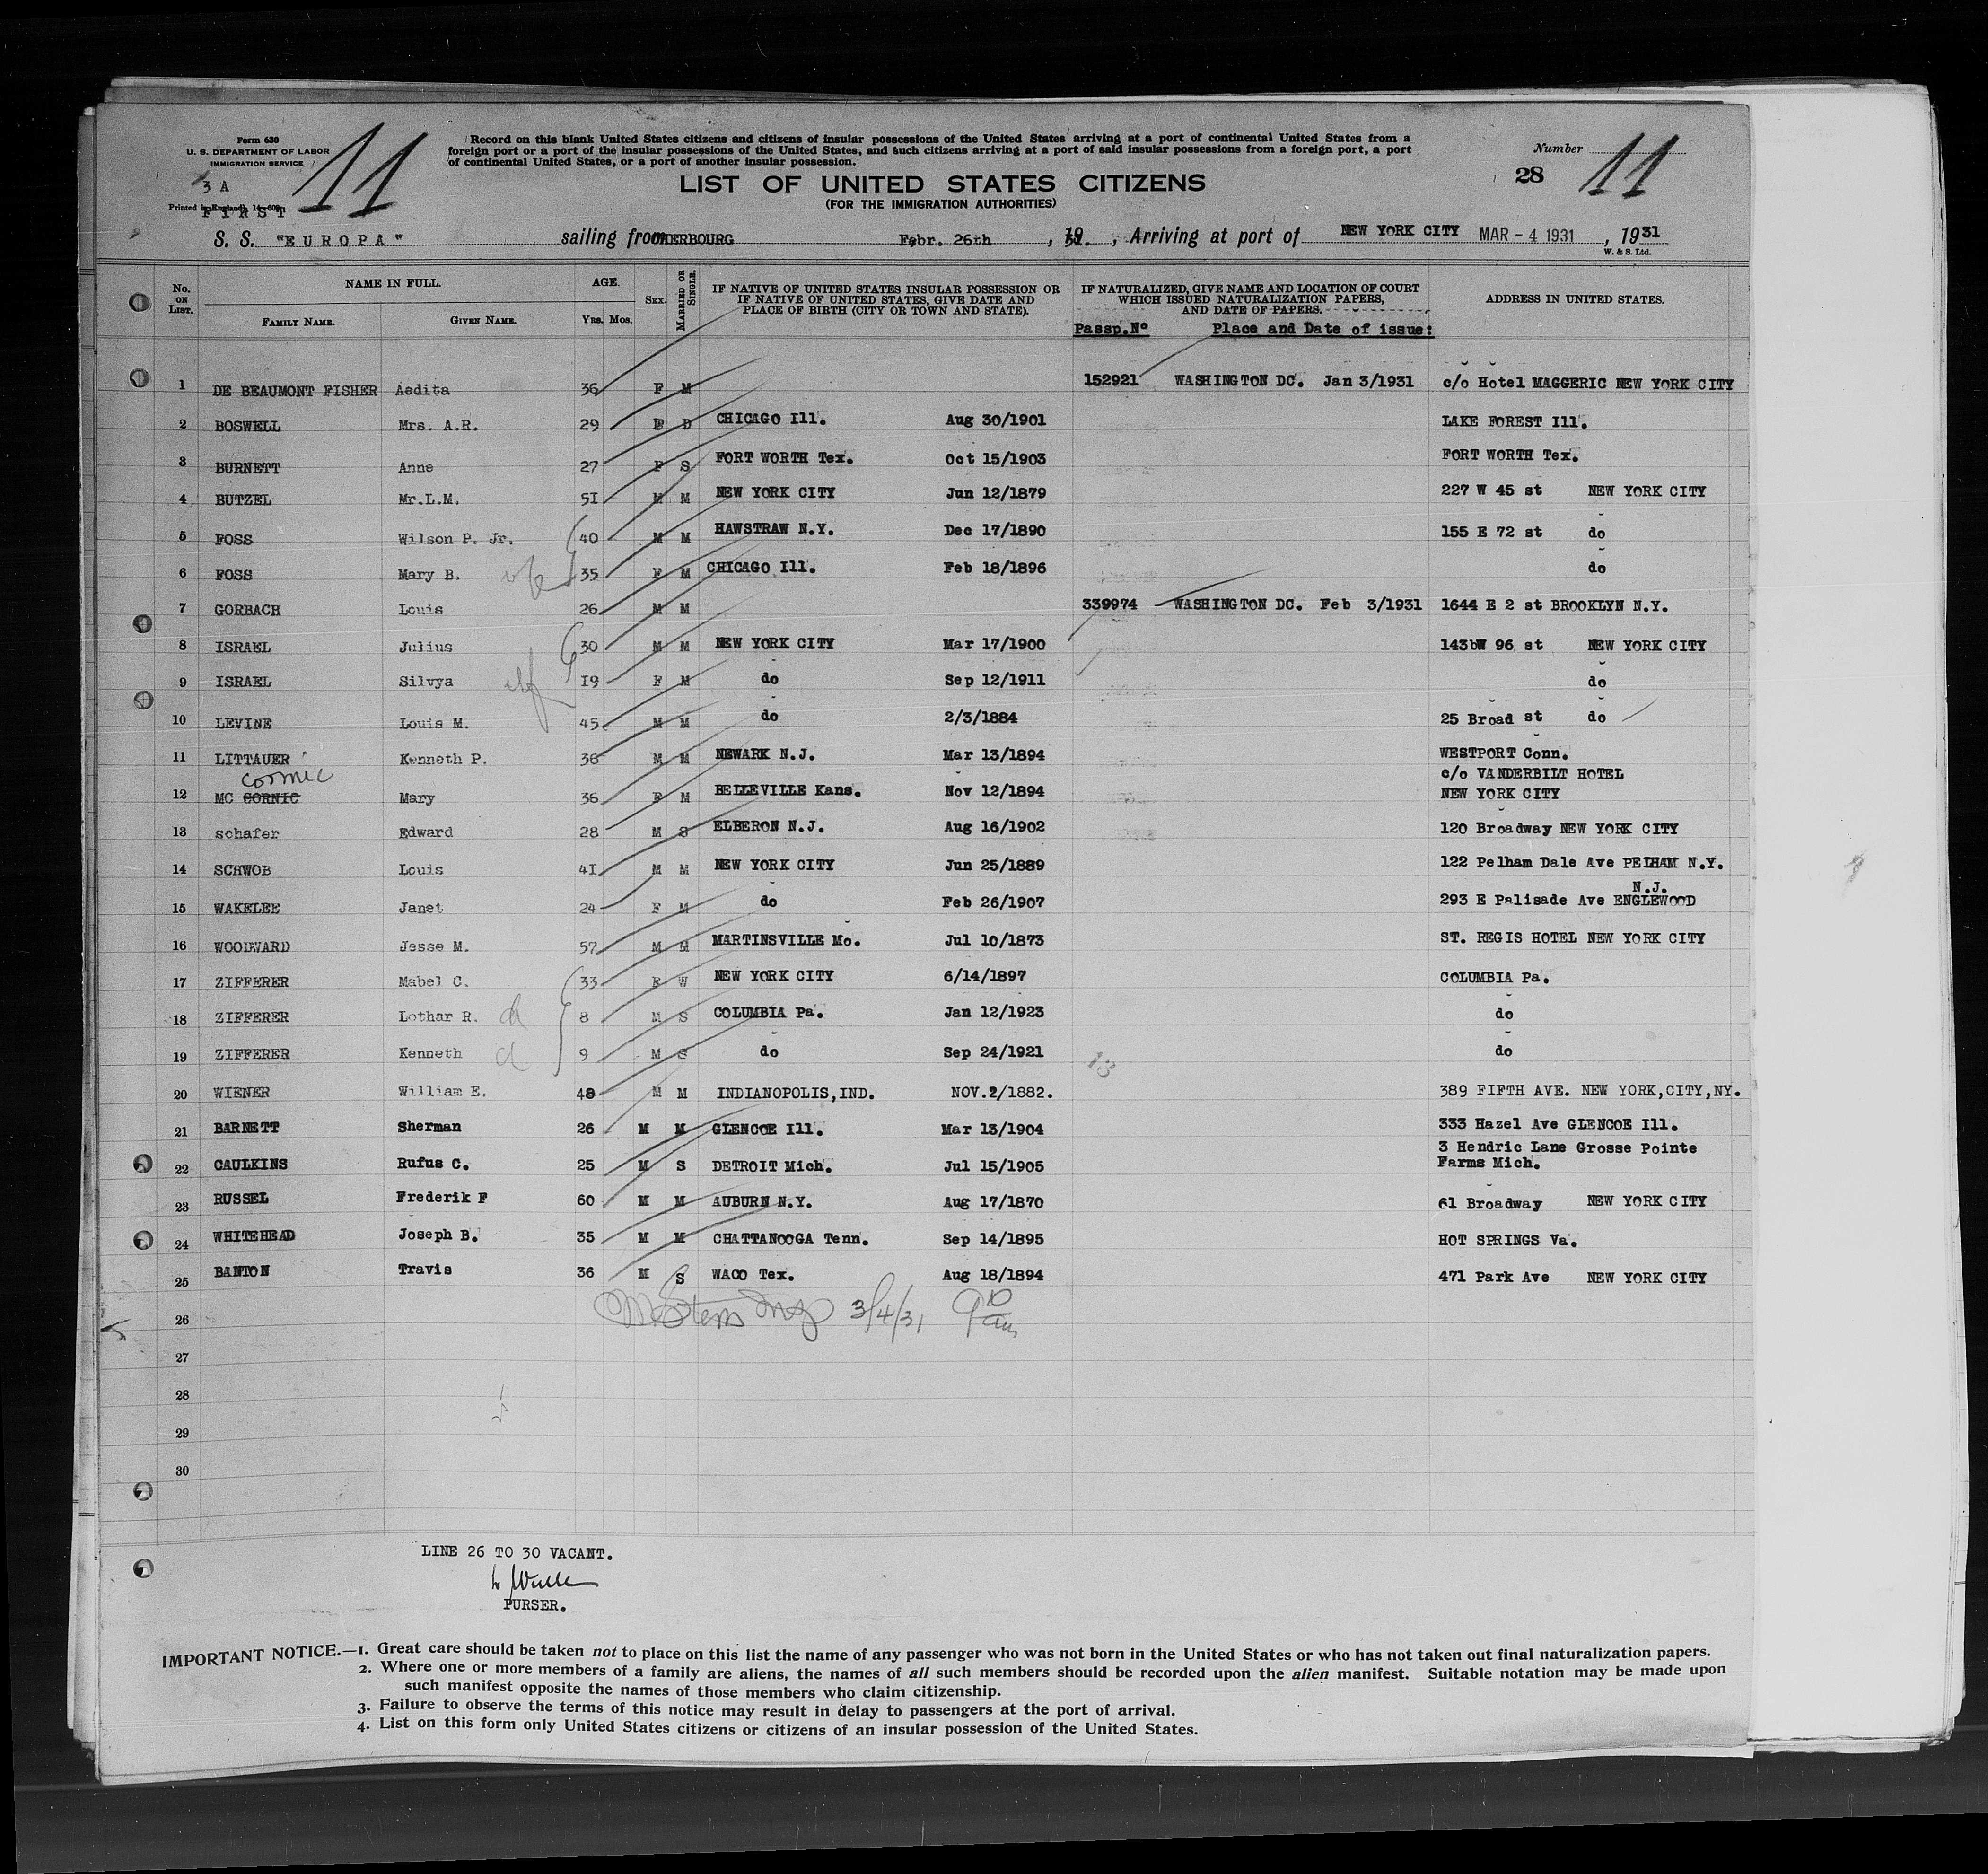 Form 630
U. S. DEPARTMENT OF LABOR
IMMIGRATION SERVICE
3 A
FIRST
11
Record on this blank United States citizens and citizens of insular possessions of the United States arriving at a port of continental United States from a
foreign port or a port of the insular possessions of the United States, and such citizens arriving at a port of said insular possessions from a foreign port, a port
of continental United States, or a port of another insular possession.
Number
28 11
LIST OF UNITED STATES CITIZENS
(FOR THE IMMIGRATION AUTHORITIES)
S. S. "EUROPA" sailing from CHERBOURG Febr. 26th, 19 31., Arriving at port of NEW YORK CITY MAR - 4 1931, 1931
W. & S. Ltd.
No. ON LIST. NAME IN FULL. AGE. SEX. MARRIED OR SINGLE. IF NATIVE OF UNITED STATES INSULAR POSSESSION OR IF NATIVE OF UNITED STATES, GIVE DATE AND PLACE OF BIRTH (CITY OR TOWN AND STATE). IF NATURALIZED, GIVE NAME AND LOCATION OF COURT WHICH ISSUED NATURALIZATION PAPERS, AND DATE OF PAPERS. ADDRESS IN UNITED STATES.
FAMILY NAME. GIVEN NAME. Yrs. Mos. Passp.Nº Place and Date of issue:
1 DE BEAUMONT FISHER Aedita 36 F M 152921 WASHINGTON DC. Jan 3/1931 c/o Hotel MAGGERIC NEW YORK CITY
2 BOSWELL Mrs. A.R. 29 F D CHICAGO Ill. Aug 30/1901 LAKE FOREST Ill.
3 BURNETT Anne 27 F S FORT WORTH Tex. Oct 15/1903 FORT WORTH Tex.
4 BUTZEL Mr.L.M. 51 M M NEW YORK CITY Jun 12/1879 227 W 45 st NEW YORK CITY
5 FOSS Wilson P. Jr. 40 M M HAWSTRAW N.Y. Dec 17/1890 155 E 72 st do
6 FOSS Mary B. 35 F M CHICAGO Ill. Feb 18/1896 do
7 GORBACH Louis 26 M M 339974 WASHINGTON DC. Feb 3/1931 1644 E 2 st BROOKLYN N.Y.
8 ISRAEL Julius 30 M M NEW YORK CITY Mar 17/1900 143bW 96 st NEW YORK CITY
9 ISRAEL Silvya 19 F M do Sep 12/1911 do
10 LEVINE Louis M. 45 M M do 2/3/1884 25 Broad st do
11 LITTAUER Kenneth P. 36 M M NEWARK N.J. Mar 13/1894 WESTPORT Conn.
cormic c/o VANDERBILT HOTEL
12 MC CORNIC Mary 36 F M BELLEVILLE Kans. Nov 12/1894 NEW YORK CITY
13 schafer Edward 28 M S ELBERON N.J. Aug 16/1902 120 Broadway NEW YORK CITY
14 SCHWOB Louis 41 M M NEW YORK CITY Jun 25/1889 122 Pelham Dale Ave PELHAM N.Y.
N.J.
15 WAKELEE Janet 24 F M do Feb 26/1907 293 E Palisade Ave ENGLEWOOD
16 WOODWARD Jesse M. 57 M M MARTINSVILLE Mo. Jul 10/1873 ST. REGIS HOTEL NEW YORK CITY
17 ZIFFERER Mabel C. 33 F W NEW YORK CITY 6/14/1897 COLUMBIA Pa.
18 ZIFFERER Lothar R. 8 M S COLUMBIA Pa. Jan 12/1923 do
19 ZIFFERER Kenneth 9 M S do Sep 24/1921 do
13
20 WIENER William E. 48 M M INDIANOPOLIS,IND. NOV.2/1882. 389 FIFTH AVE. NEW YORK,CITY,NY.
21 BARNETT Sherman 26 M M GLENCOE Ill. Mar 13/1904 333 Hazel Ave GLENCOE Ill.
3 Hendric Lane Grosse Pointe
22 CAULKINS Rufus C. 25 M S DETROIT Mich. Jul 15/1905 Farms Mich.
23 RUSSEL Frederik F 60 M M AUBURN N.Y. Aug 17/1870 61 Broadway NEW YORK CITY
24 WHITEHEAD Joseph B. 35 M M CHATTANOOGA Tenn. Sep 14/1895 HOT SPRINGS Va.
25 BANTON Travis 36 M S WACO Tex. Aug 18/1894 471 Park Ave NEW YORK CITY
26 3/4/31
27
28
29
30
LINE 26 TO 30 VACANT.
PURSER.
IMPORTANT NOTICE.—1. Great care should be taken not to place on this list the name of any passenger who was not born in the United States or who has not taken out final naturalization papers.
2. Where one or more members of a family are aliens, the names of all such members should be recorded upon the alien manifest. Suitable notation may be made upon
such manifest opposite the names of those members who claim citizenship.
3. Failure to observe the terms of this notice may result in delay to passengers at the port of arrival.
4. List on this form only United States citizens or citizens of an insular possession of the United States.